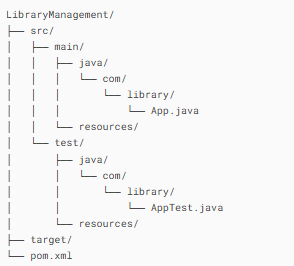 LibraryManagement/
├── src/
│   ├── main/
│   │   ├── java/
│   │   │   └── com/
│   │   │       └── library/
│   │   │           └── App.java
│   │   └── resources/
│   └── test/
│       ├── java/
│       │   └── com/
│       │       └── library/
│       │           └── AppTest.java
│       └── resources/
├── target/
└── pom.xml